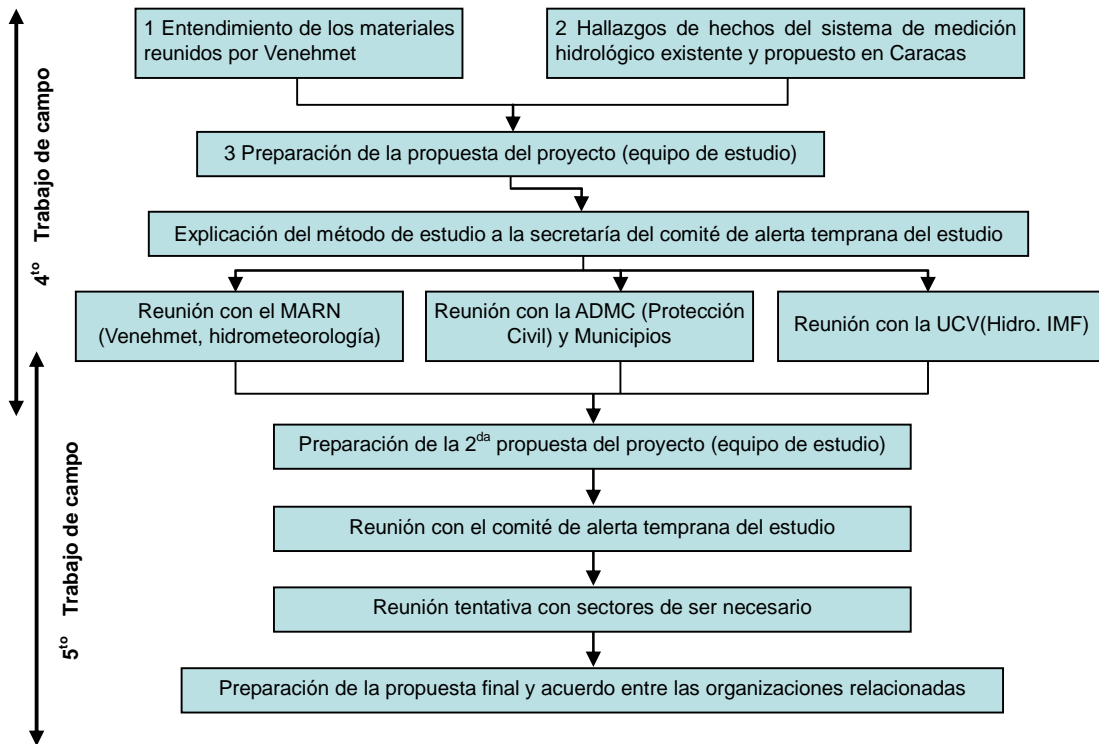 1 Entendimiento de los materiales
reunidos por Venehmet
2 Hallazgos de hechos del sistema de medición
hidrológico existente y propuesto en Caracas
3 Preparación de la propuesta del proyecto (equipo de estudio)
Explicación del método de estudio a la secretaría del comité de alerta temprana del estudio
4to Trabajo de campo
Reunión con el MARN
(Venehmet, hidrometeorología)
Reunión con la ADMC (Protección
Civil) y Municipios
Reunión con la UCV(Hidro. IMF)
Preparación de la 2da propuesta del proyecto (equipo de estudio)
Reunión con el comité de alerta temprana del estudio
Reunión tentativa con sectores de ser necesario
Preparación de la propuesta final y acuerdo entre las organizaciones relacionadas
5to Trabajo de campo